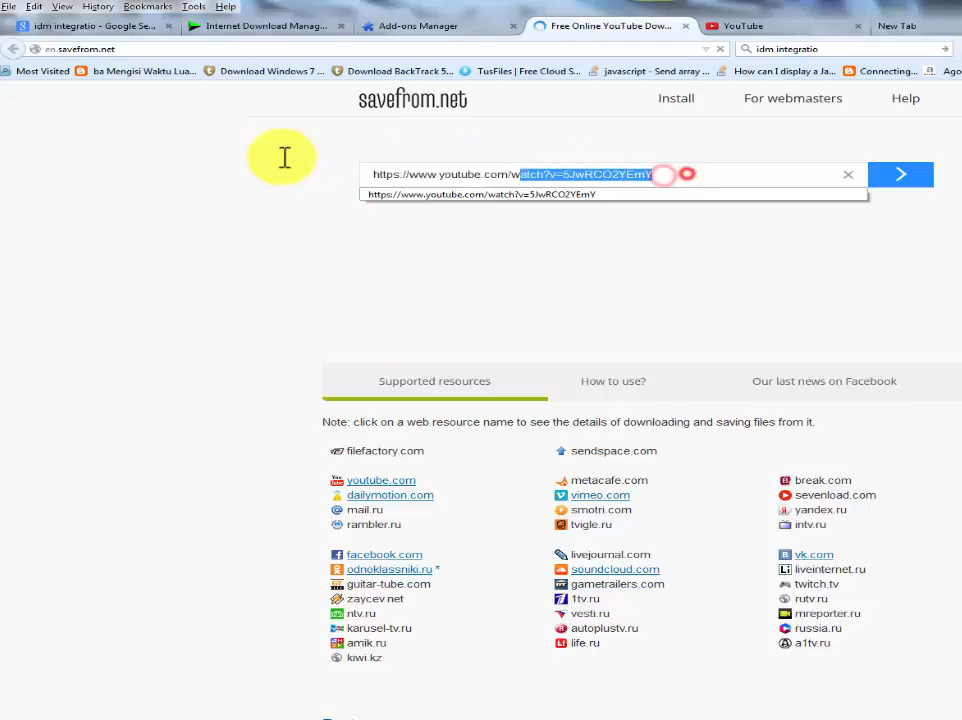 File Edit View History Bookmarks Tools Help
idm integratio - Google Se... Internet Download Manag... Add-ons Manager Free Online YouTube Dow... YouTube New Tab
en.savefrom.net idm integratio
Most Visited ba Mengisi Waktu Lua... Download Windows 7 ... Download BackTrack 5... TusFiles | Free Cloud S... javascript - Send array ... How can I display a Ja... Connecting... Ago
savefrom.net Install For webmasters Help
https://www.youtube.com/watch?v=5JwRCO2YEmY
https://www.youtube.com/watch?v=5JwRCO2YEmY
Supported resources How to use? Our last news on Facebook
Note: click on a web resource name to see the details of downloading and saving files from it.
filefactory.com sendspace.com
youtube.com metacafe.com break.com
dailymotion.com vimeo.com sevenload.com
mail.ru smotri.com yandex.ru
rambler.ru tvigle.ru intv.ru
facebook.com livejournal.com vk.com
odnoklassniki.ru * soundcloud.com liveinternet.ru
guitar-tube.com gametrailers.com twitch.tv
zaycev.net 1tv.ru rutv.ru
ntv.ru vesti.ru mreporter.ru
karusel-tv.ru autoplustv.ru russia.ru
amik.ru life.ru a1tv.ru
kiwi.kz